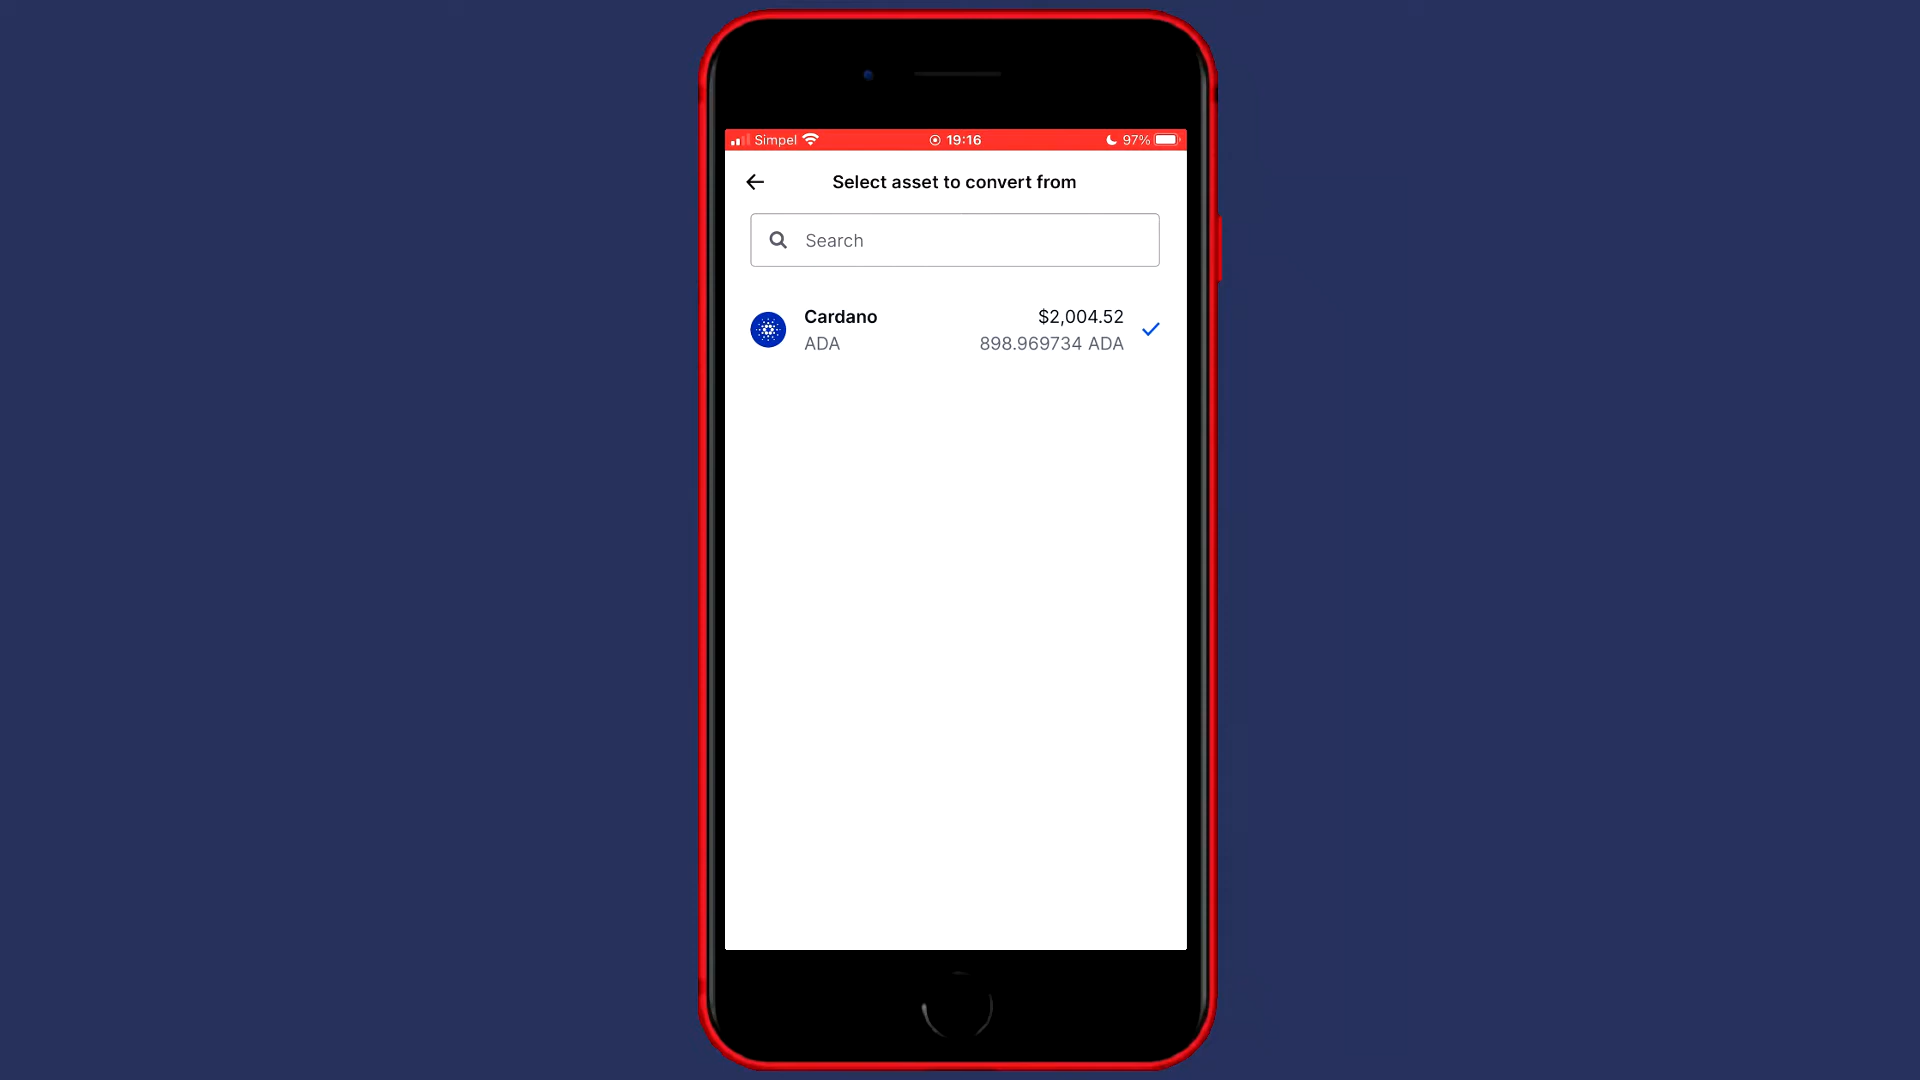 Simpel 19:16 97%
Select asset to convert from
Search
Cardano $2,004.52
ADA 898.969734 ADA